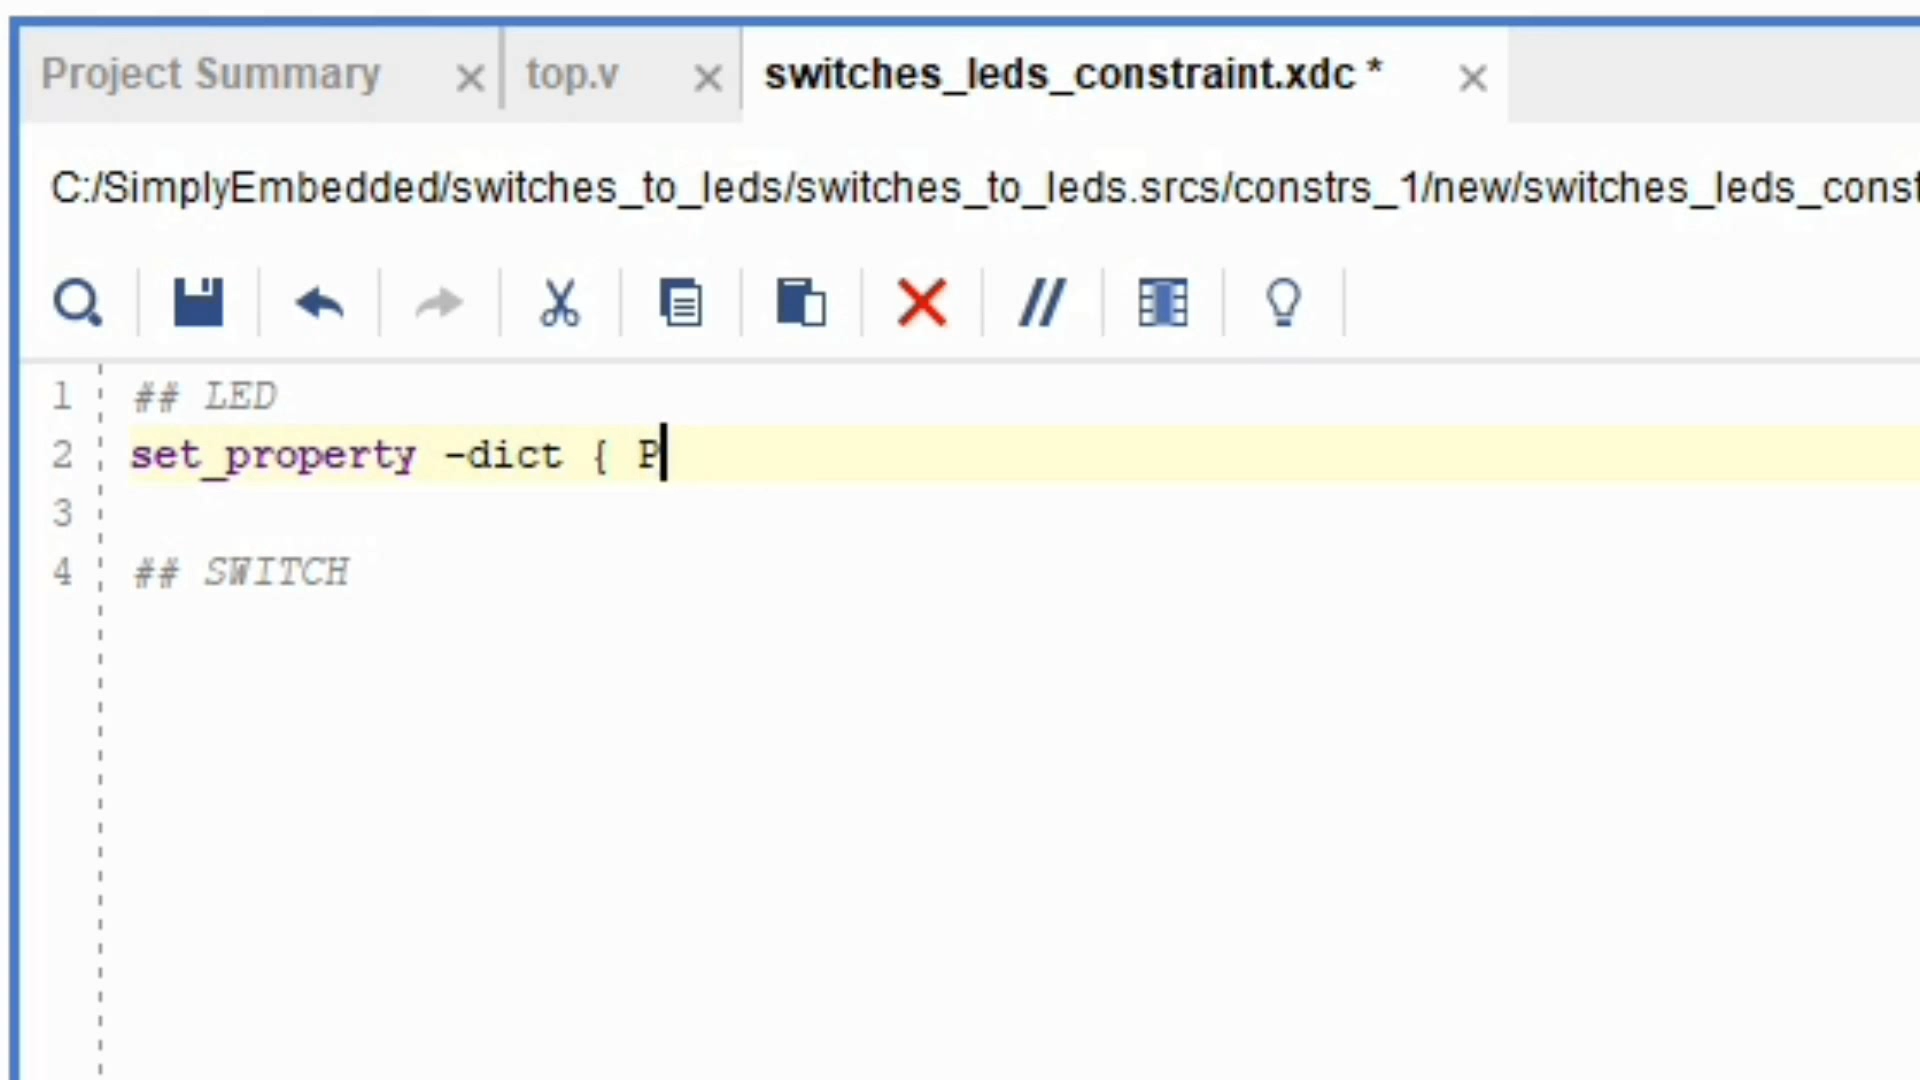 Project Summary
top.v
switches_leds_constraint.xdc *
C:/SimplyEmbedded/switches_to_leds/switches_to_leds.srcs/constrs_1/new/switches_leds_const
1 ## LED
2 set_property -dict { P
3
4 ## SWITCH